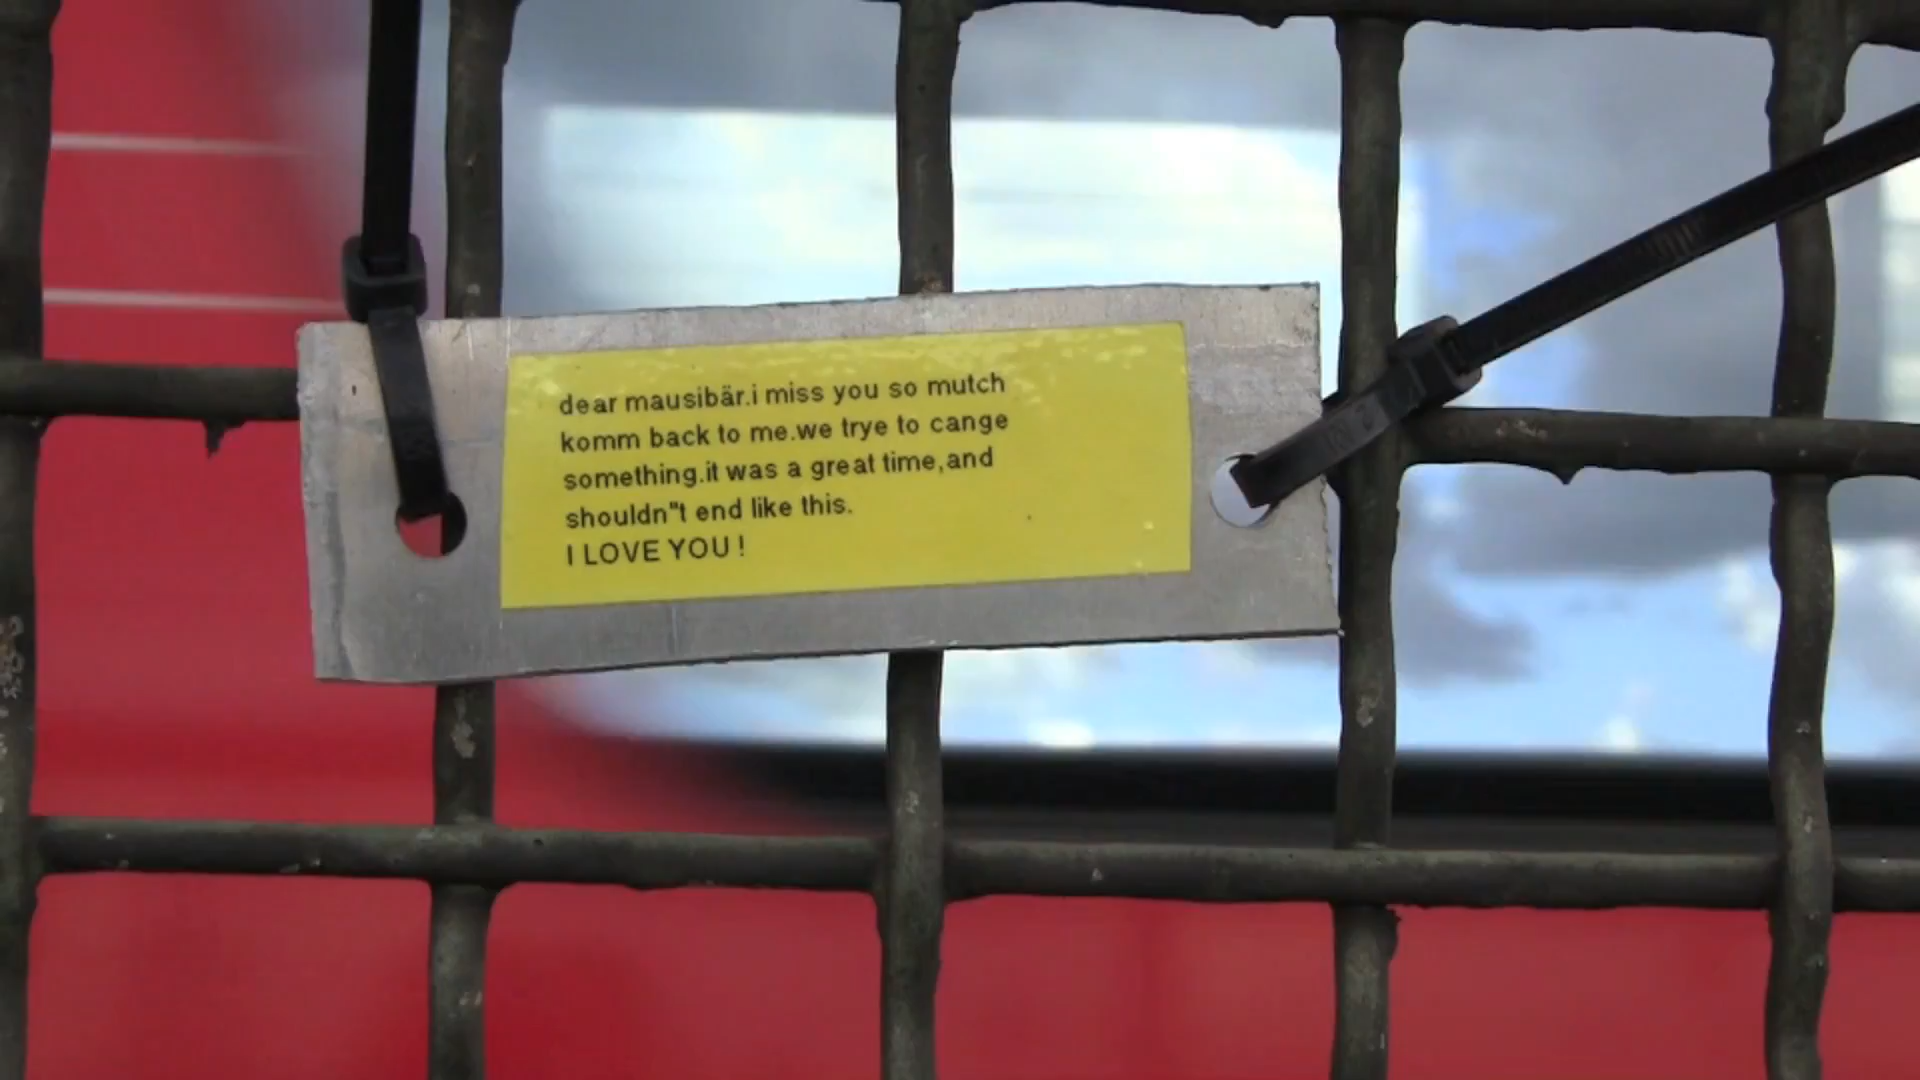 dear mausibär.i miss you so mutch
komm back to me.we trye to cange
something.it was a great time,and
shouldn"t end like this.
I LOVE YOU !